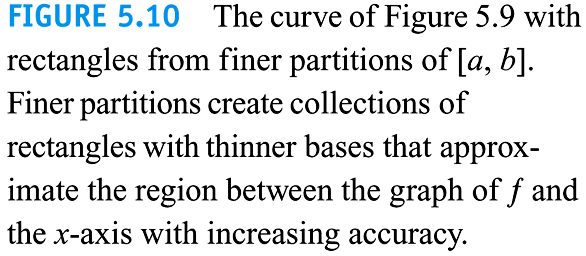 FIGURE 5.10 The curve of Figure 5.9 with
rectangles from finer partitions of [a, b].
Finer partitions create collections of
rectangles with thinner bases that approx-
imate the region between the graph of f and
the x-axis with increasing accuracy.